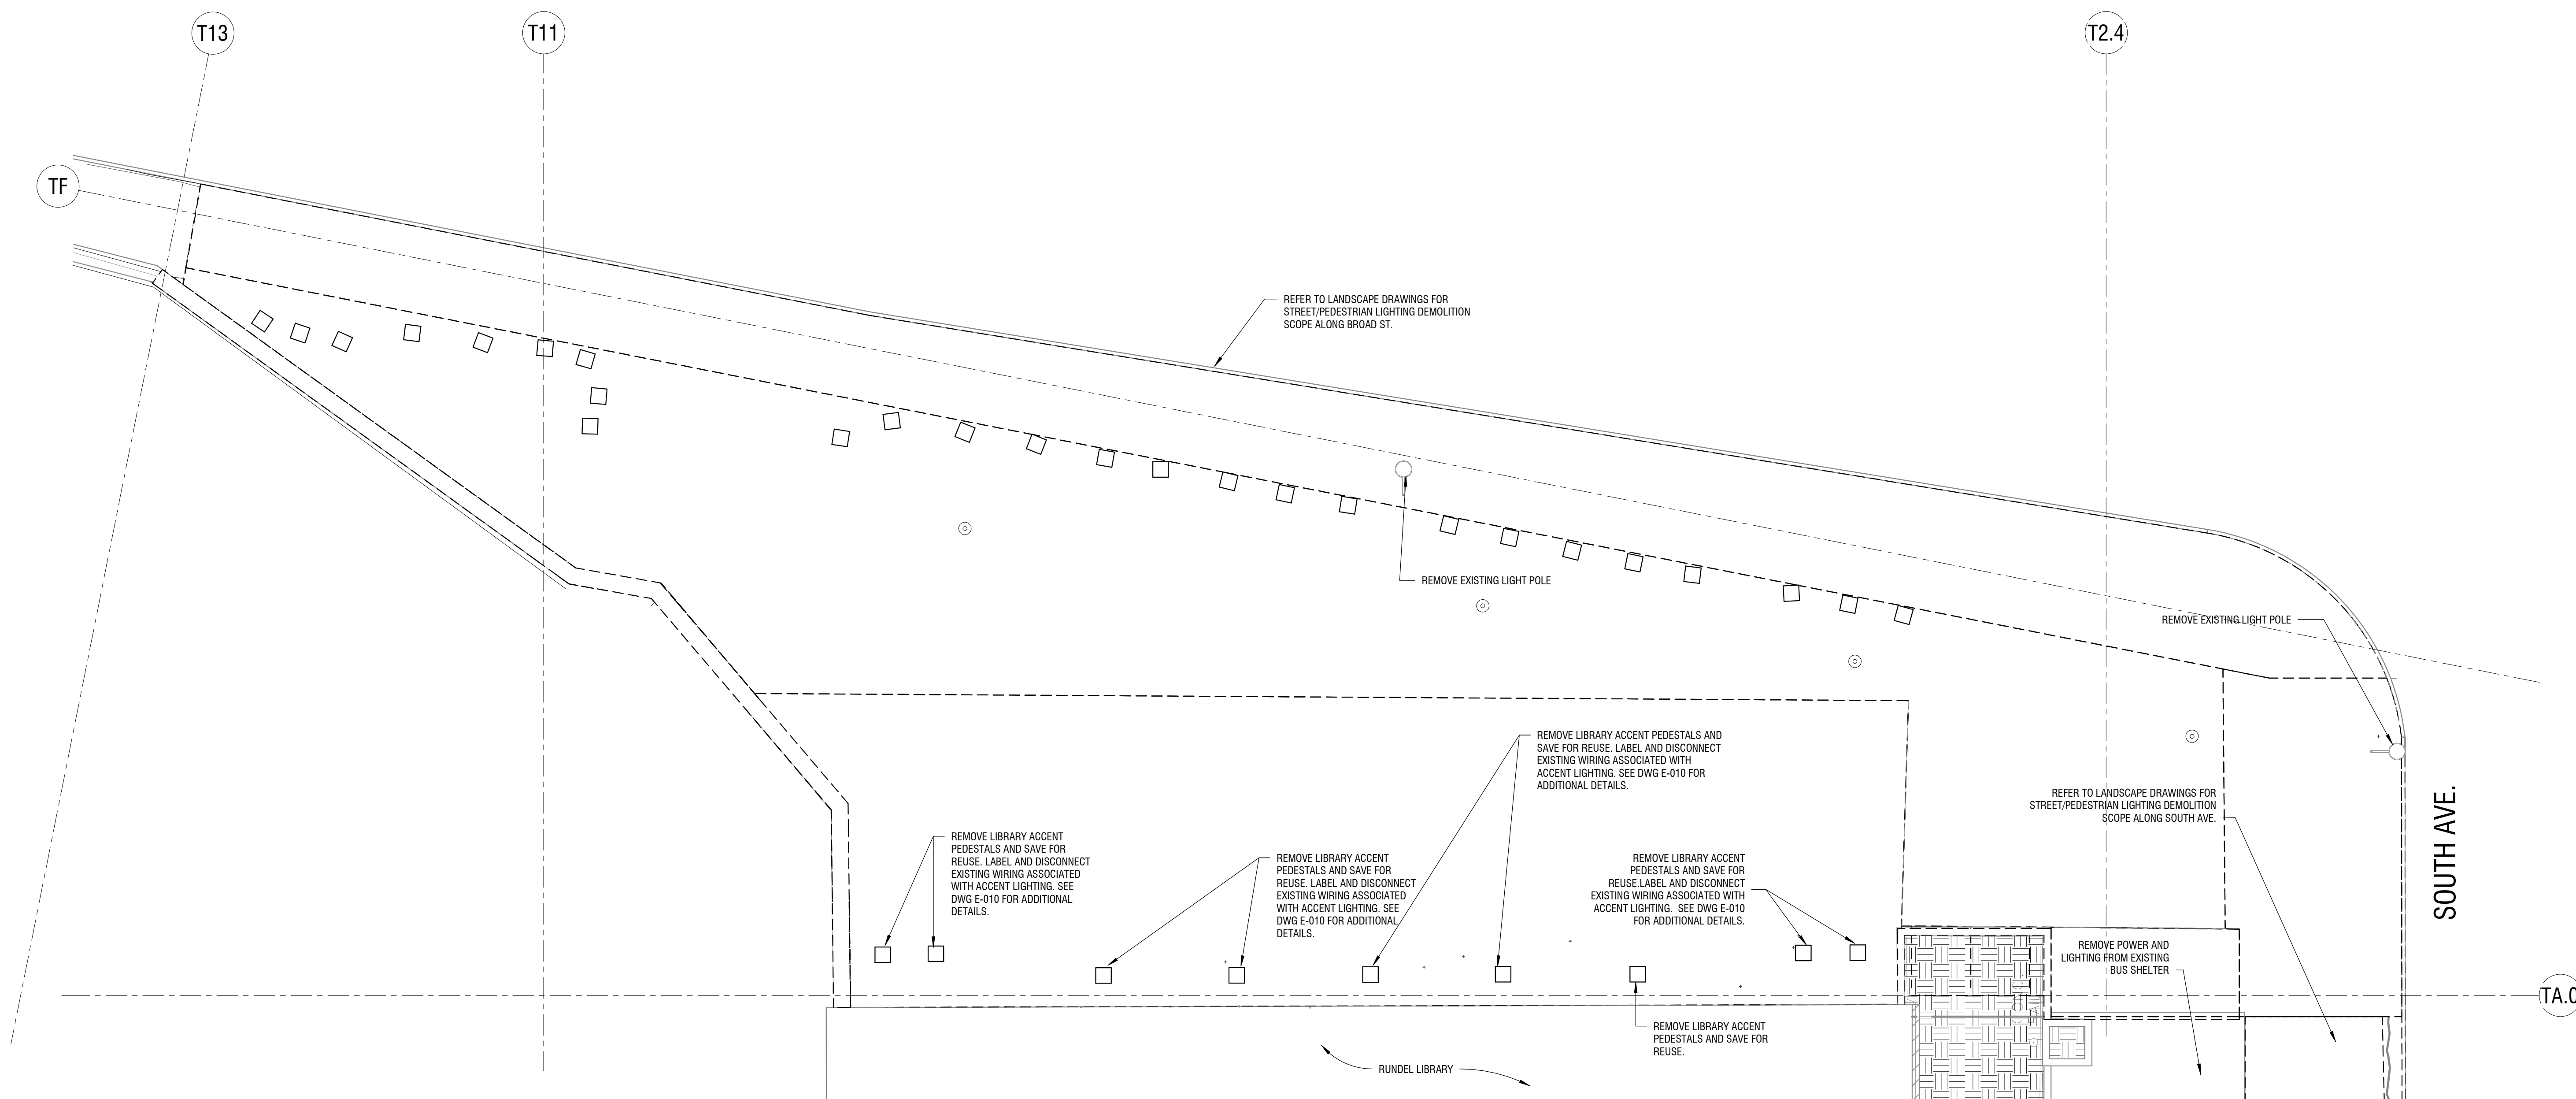 T13
T11
T2.4
TF
REFER TO LANDSCAPE DRAWINGS FOR
STREET/PEDESTRIAN LIGHTING DEMOLITION
SCOPE ALONG BROAD ST.
REMOVE EXISTING LIGHT POLE
REMOVE EXISTING LIGHT POLE
REMOVE LIBRARY ACCENT PEDESTALS AND
SAVE FOR REUSE. LABEL AND DISCONNECT
EXISTING WIRING ASSOCIATED WITH
ACCENT LIGHTING. SEE DWG E-010 FOR
ADDITIONAL DETAILS.
REFER TO LANDSCAPE DRAWINGS FOR
STREET/PEDESTRIAN LIGHTING DEMOLITION
SCOPE ALONG SOUTH AVE.
SOUTH AVE.
REMOVE LIBRARY ACCENT
PEDESTALS AND SAVE FOR
REUSE. LABEL AND DISCONNECT
EXISTING WIRING ASSOCIATED
WITH ACCENT LIGHTING. SEE
DWG E-010 FOR ADDITIONAL
DETAILS.
REMOVE LIBRARY ACCENT
PEDESTALS AND SAVE FOR
REUSE. LABEL AND DISCONNECT
EXISTING WIRING ASSOCIATED
WITH ACCENT LIGHTING. SEE
DWG E-010 FOR ADDITIONAL
DETAILS.
REMOVE LIBRARY ACCENT
PEDESTALS AND SAVE FOR
REUSE.LABEL AND DISCONNECT
EXISTING WIRING ASSOCIATED WITH
ACCENT LIGHTING. SEE DWG E-010
FOR ADDITIONAL DETAILS.
REMOVE POWER AND
LIGHTING FROM EXISTING
BUS SHELTER
TA.0
REMOVE LIBRARY ACCENT
PEDESTALS AND SAVE FOR
REUSE.
RUNDEL LIBRARY